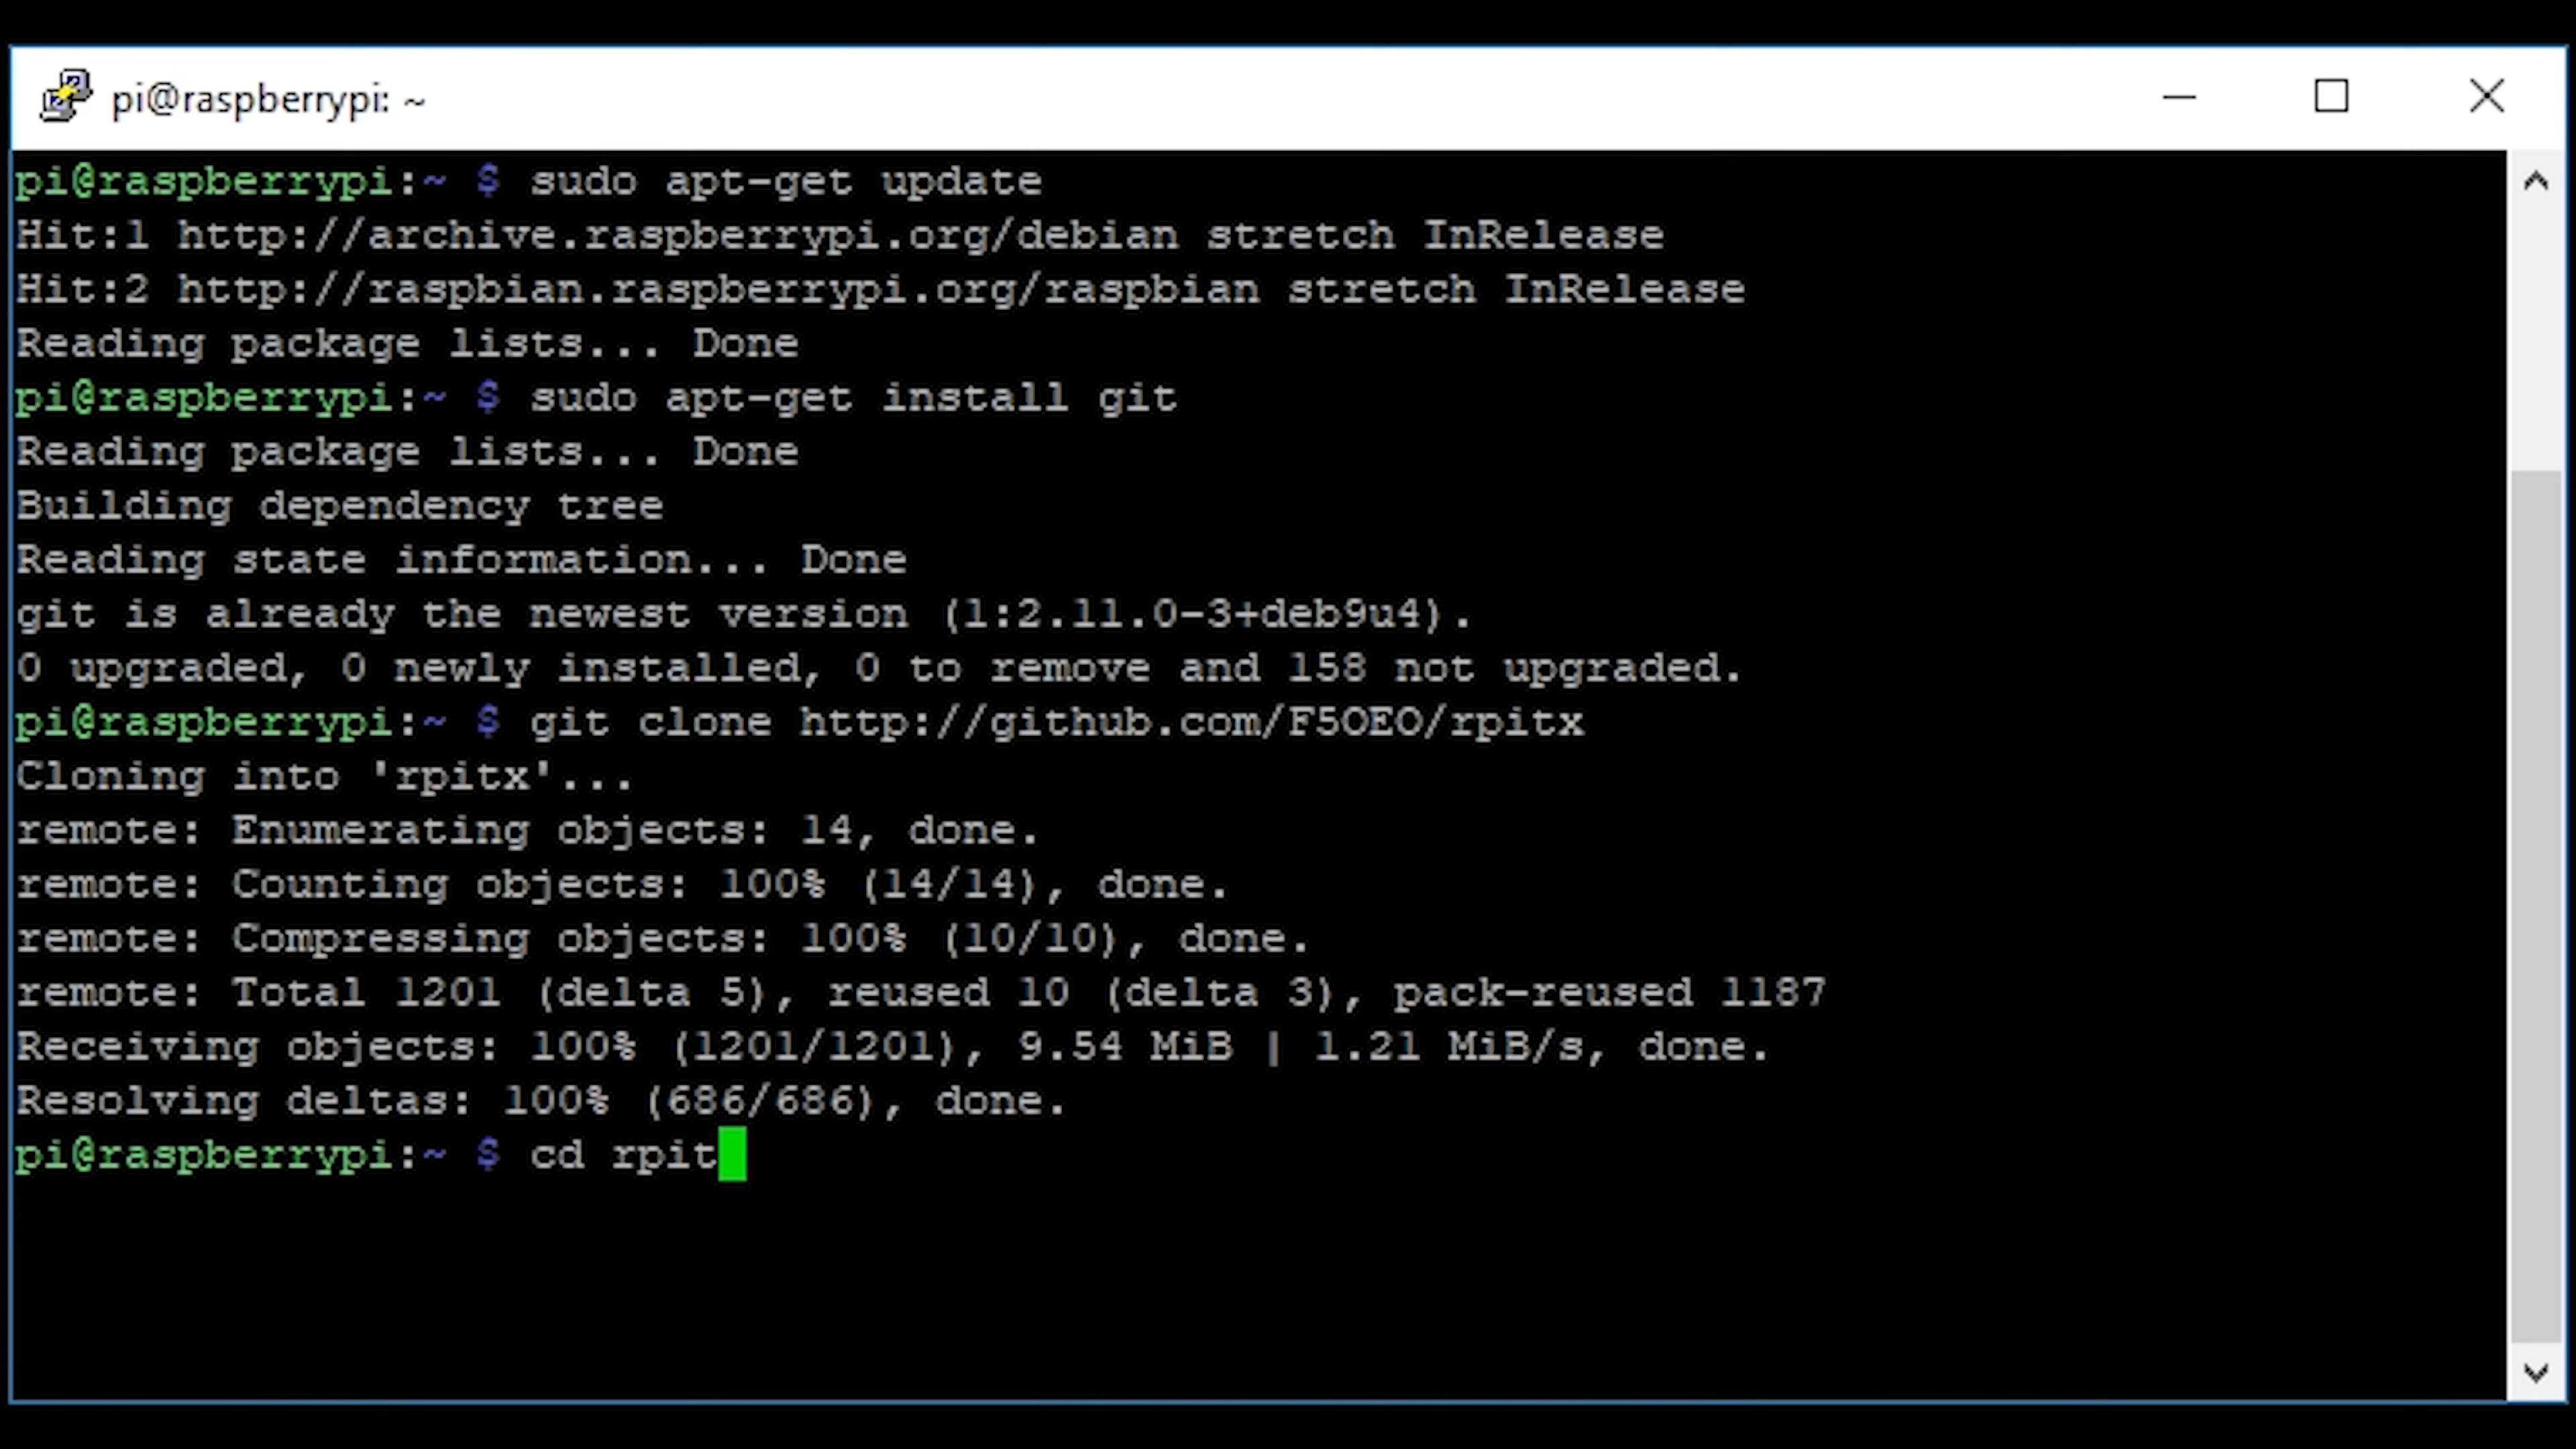 pi@raspberrypi: ~
pi@raspberrypi:~ $ sudo apt-get update
Hit:1 http://archive.raspberrypi.org/debian stretch InRelease
Hit:2 http://raspbian.raspberrypi.org/raspbian stretch InRelease
Reading package lists... Done
pi@raspberrypi:~ $ sudo apt-get install git
Reading package lists... Done
Building dependency tree
Reading state information... Done
git is already the newest version (1:2.11.0-3+deb9u4).
0 upgraded, 0 newly installed, 0 to remove and 158 not upgraded.
pi@raspberrypi:~ $ git clone http://github.com/F5OEO/rpitx
Cloning into 'rpitx'...
remote: Enumerating objects: 14, done.
remote: Counting objects: 100% (14/14), done.
remote: Compressing objects: 100% (10/10), done.
remote: Total 1201 (delta 5), reused 10 (delta 3), pack-reused 1187
Receiving objects: 100% (1201/1201), 9.54 MiB | 1.21 MiB/s, done.
Resolving deltas: 100% (686/686), done.
pi@raspberrypi:~ $ cd rpit